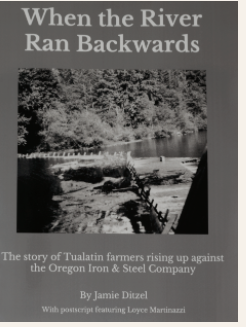 When the River
Ran Backwards
The story of Tualatin farmers rising up against
the Oregon Iron & Steel Company
By Jamie Ditzel
With postscript featuring Loyce Martinazzi